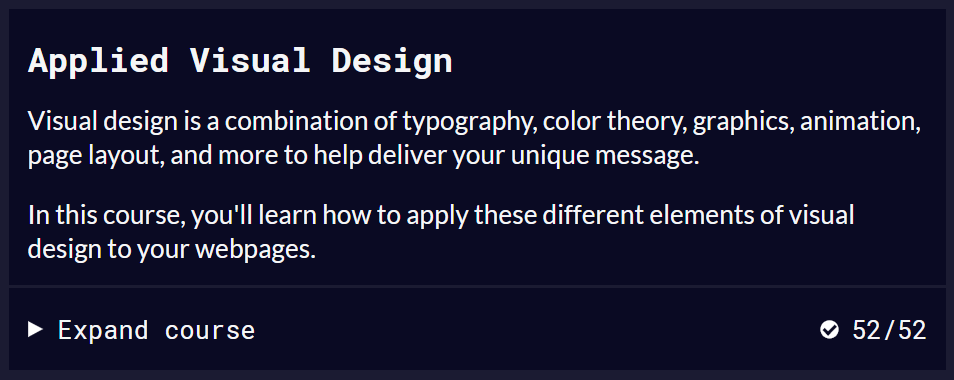 Applied Visual Design
Visual design is a combination of typography, color theory, graphics, animation,
page layout, and more to help deliver your unique message.
In this course, you'll learn how to apply these different elements of visual
design to your webpages.
Expand course 52/52